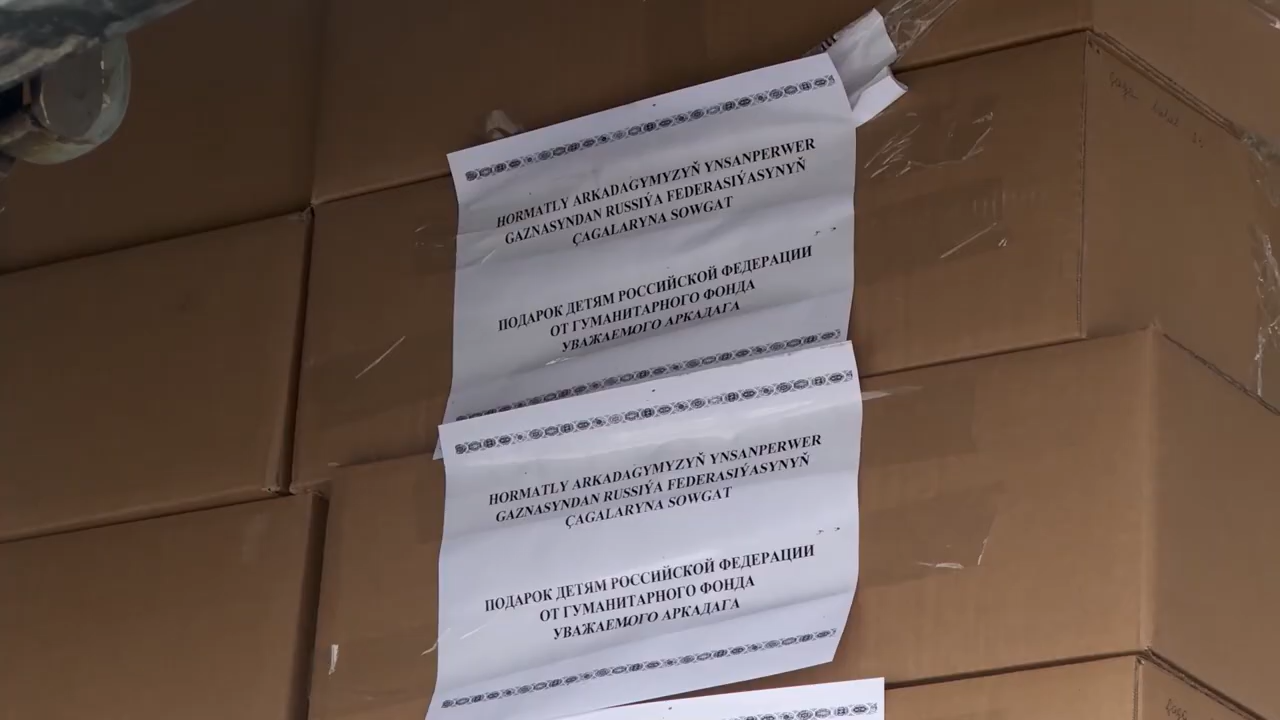 HORMATLY ARKADAGYMYZYŇ YNSANPERWER
GAZNASYNDAN RUSSIÝA FEDERASIÝASYNYŇ
ÇAGALARYNA SOWGAT
ПОДАРОК ДЕТЯМ РОССИЙСКОЙ ФЕДЕРАЦИИ
ОТ ГУМАНИТАРНОГО ФОНДА
УВАЖАЕМОГО АРКАДАГА
HORMATLY ARKADAGYMYZYŇ YNSANPERWER
GAZNASYNDAN RUSSIÝA FEDERASIÝASYNYŇ
ÇAGALARYNA SOWGAT
ПОДАРОК ДЕТЯМ РОССИЙСКОЙ ФЕДЕРАЦИИ
ОТ ГУМАНИТАРНОГО ФОНДА
УВАЖАЕМОГО АРКАДАГА